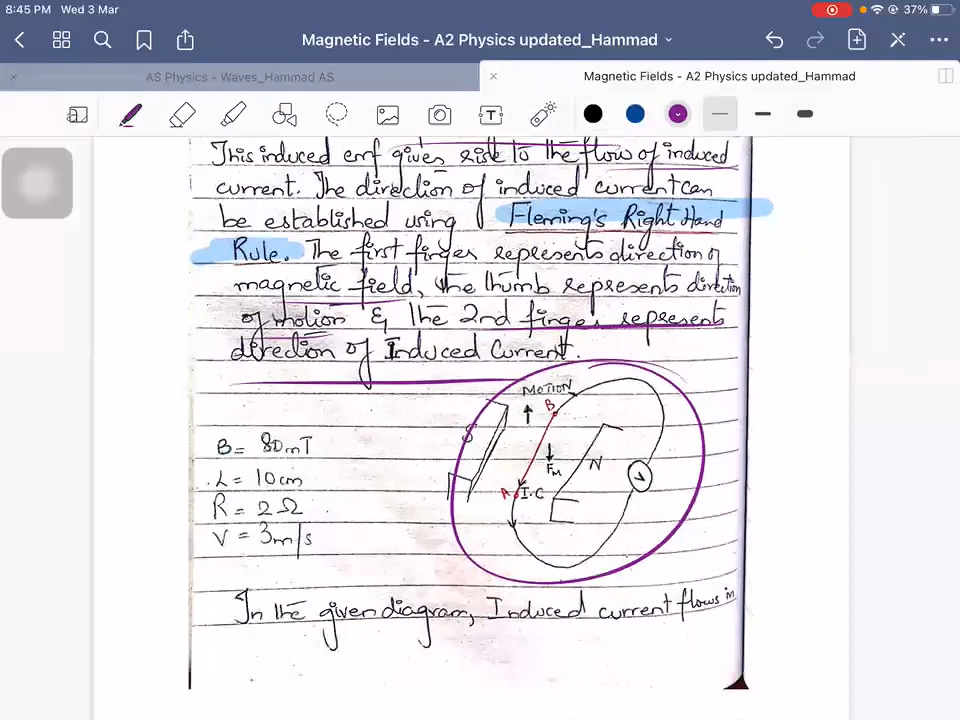 8:45 PM Wed 3 Mar
37%
Magnetic Fields - A2 Physics updated_Hammad
AS Physics - Waves_Hammad AS
Magnetic Fields - A2 Physics updated_Hammad
This induced emf gives rise to the flow of induced
current. The direction of induced current can
be established using Fleming's Right Hand
Rule. The first finger represents direction of
magnetic field, the thumb represents direction
of motion & the 2nd finger represents
direction of Induced Current.
MOTION
B
S
N
FM
V
A I.C
B = 80mT
L = 10cm
R = 2Ω
V = 3m/s
In the given diagram, Induced current flows in